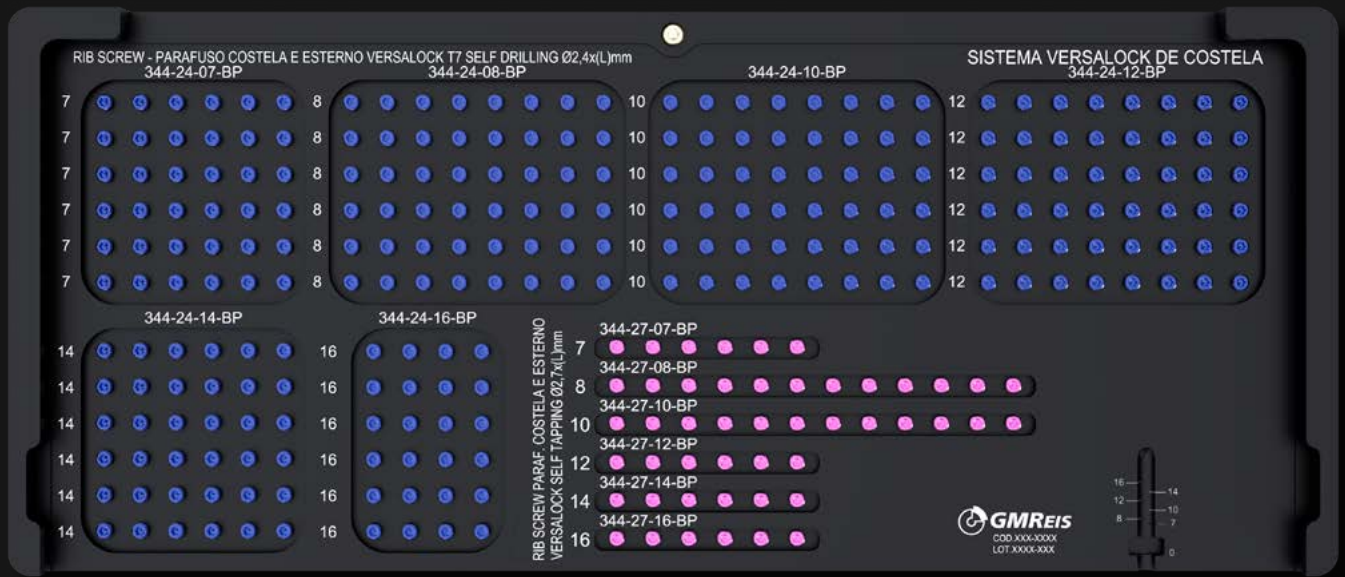 RIB SCREW - PARAFUSO COSTELA E ESTERNO VERSALOCK T7 SELF DRILLING Ø2,4x(L)mm
SISTEMA VERSALOCK DE COSTELA
344-24-07-BP
344-24-08-BP
344-24-10-BP
344-24-12-BP
7 8 10 12
7 8 10 12
7 8 10 12
7 8 10 12
7 8 10 12
7 8 10 12
344-24-14-BP
344-24-16-BP
14 16
14 16
14 16
14 16
14 16
14 16
RIB SCREW PARAF. COSTELA E ESTERNO
VERSALOCK SELF TAPPING Ø2,7x(L)mm
344-27-07-BP
7
344-27-08-BP
8
344-27-10-BP
10
344-27-12-BP
12
344-27-14-BP
14
344-27-16-BP
16
GMREIS
COD.XXX-XXXX
LOT.XXXX-XXX
16
14
12
10
8
7
0